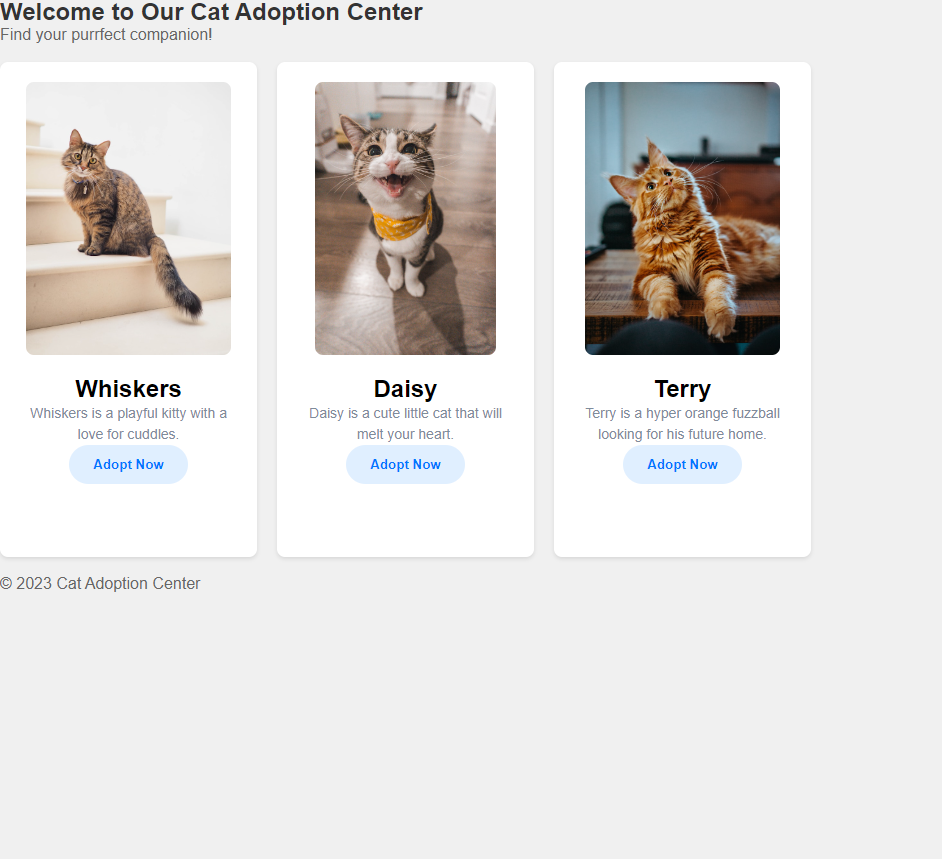 Welcome to Our Cat Adoption Center
Find your purrfect companion!
Whiskers
Whiskers is a playful kitty with a
love for cuddles.
Adopt Now
Daisy
Daisy is a cute little cat that will
melt your heart.
Adopt Now
Terry
Terry is a hyper orange fuzzball
looking for his future home.
Adopt Now
© 2023 Cat Adoption Center